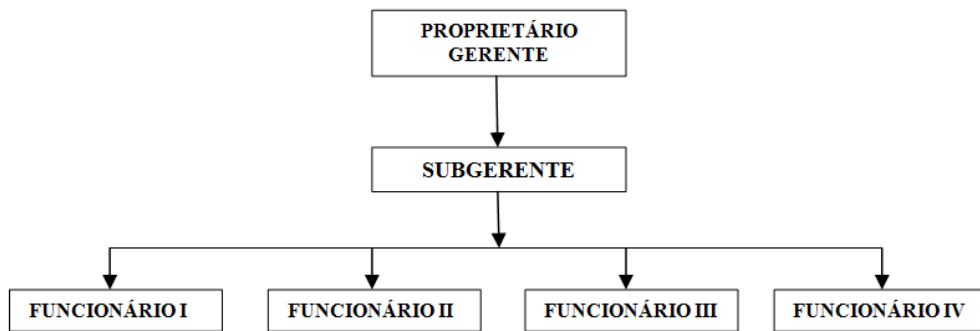 PROPRIETÁRIO
GERENTE
SUBGERENTE
FUNCIONÁRIO I
FUNCIONÁRIO II
FUNCIONÁRIO III
FUNCIONÁRIO IV